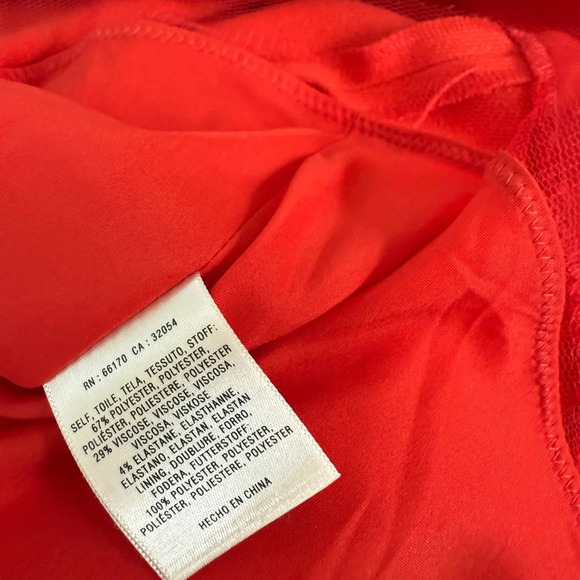 RN : 66170 CA : 32054
SELF, TOILE, TELA, TESSUTO, STOFF:
67% POLYESTER, POLYESTER,
POLIÉSTER, POLIESTERE, POLYESTER
29% VISCOSE, VISCOSE, VISCOSA,
VISCOSA, VISKOSE
4% ELASTANE, ELASTHANNE,
ELASTANO, ELASTAN, ELASTÁN
LINING, DOUBLURE, FORRO,
FODERA, FUTTERSTOFF:
100% POLYESTER, POLYESTER,
POLIÉSTER, POLIESTERE, POLYESTER
HECHO EN CHINA